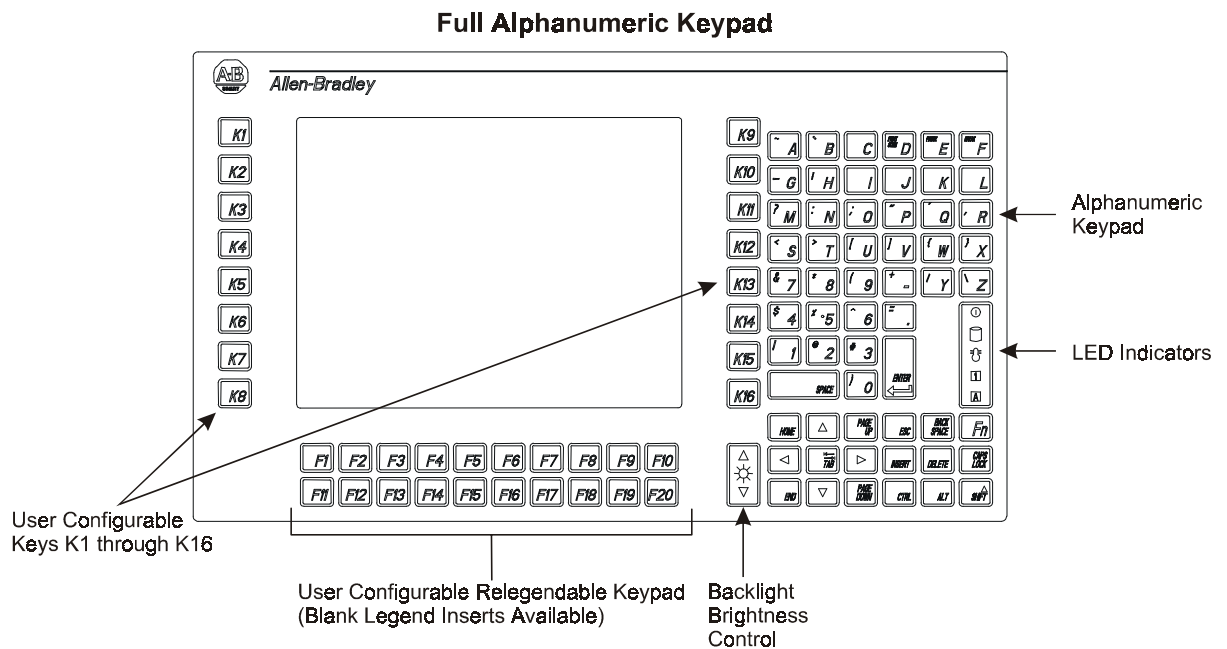 Full Alphanumeric Keypad
A-B
Allen-Bradley
K1
K2
K3
K4
K5
K6
K7
K8
K9
K10
K11
K12
K13
K14
K15
K16
~ A ` B C D E F
– G ! H I J K L
? M : N ; O " P ' Q , R
< S > T [ U ] V { W } X
& 7 * 8 ( 9 + - / Y \ Z
$ 4 % 5 ^ 6 = .
| 1 @ 2 # 3 ENTER
SPACE ) 0
1
A
HOME PAGE UP ESC BACK SPACE Fn
TAB INSERT DELETE CAPS LOCK
END PAGE DOWN CTRL ALT SHIFT
F1 F2 F3 F4 F5 F6 F7 F8 F9 F10
F11 F12 F13 F14 F15 F16 F17 F18 F19 F20
Alphanumeric
Keypad
LED Indicators
User Configurable
Keys K1 through K16
User Configurable Relegendable Keypad
(Blank Legend Inserts Available)
Backlight
Brightness
Control